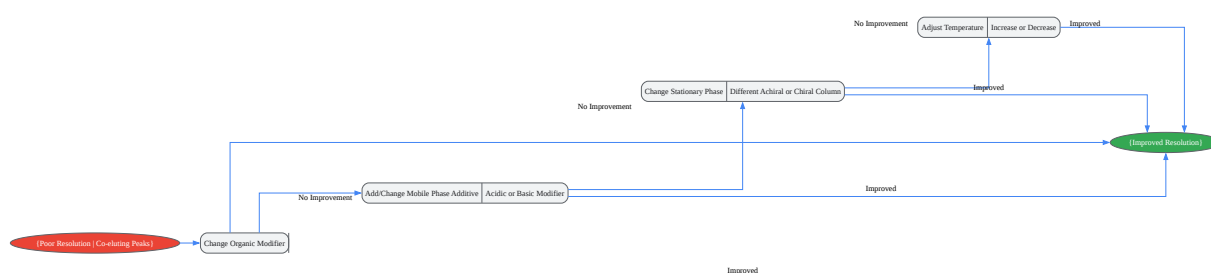 No Improvement
Adjust Temperature
Increase or Decrease
Improved
Change Stationary Phase
Different Achiral or Chiral Column
Improved
No Improvement
{Improved Resolution}
Add/Change Mobile Phase Additive
Acidic or Basic Modifier
Improved
No Improvement
{Poor Resolution | Co-eluting Peaks}
Change Organic Modifier
Improved